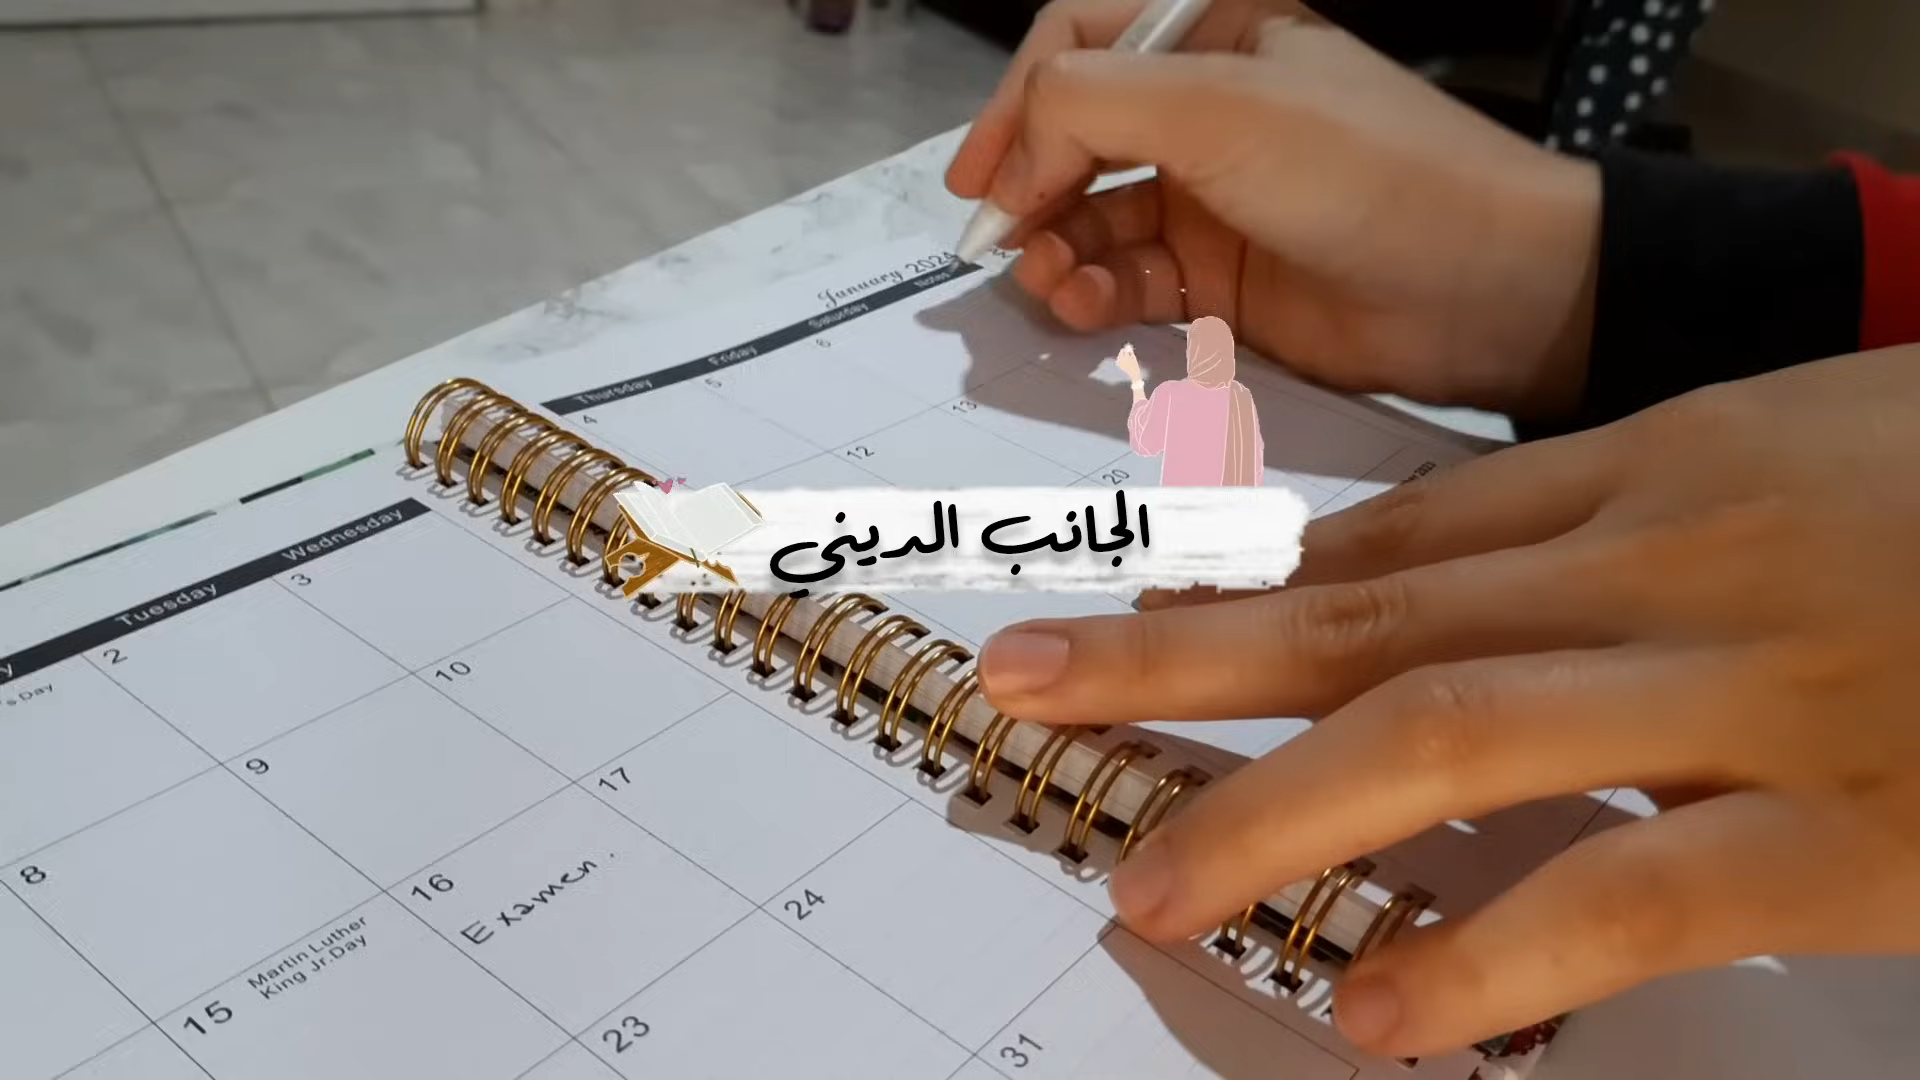 January 2024
Tuesday
Wednesday
Thursday
Friday
Saturday
Notes
's Day
2
3
4
5
6
8
9
10
12
13
15
Martin Luther
King Jr.Day
16
Examen.
17
20
23
24
31
الجانب الديني